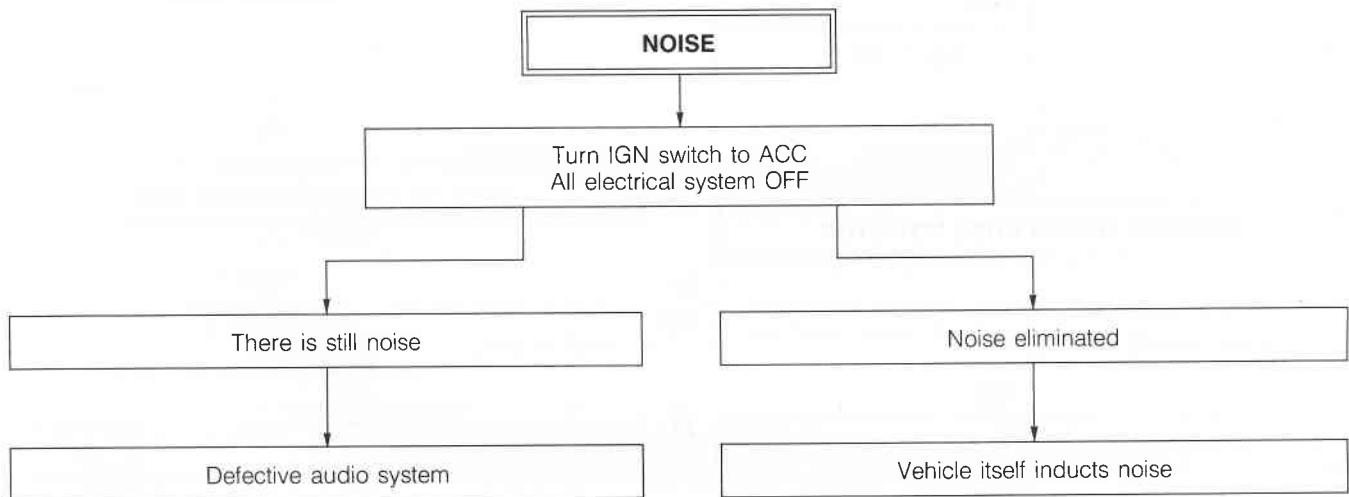 NOISE
Turn IGN switch to ACC
All electrical system OFF
There is still noise
Noise eliminated
Defective audio system
Vehicle itself inducts noise